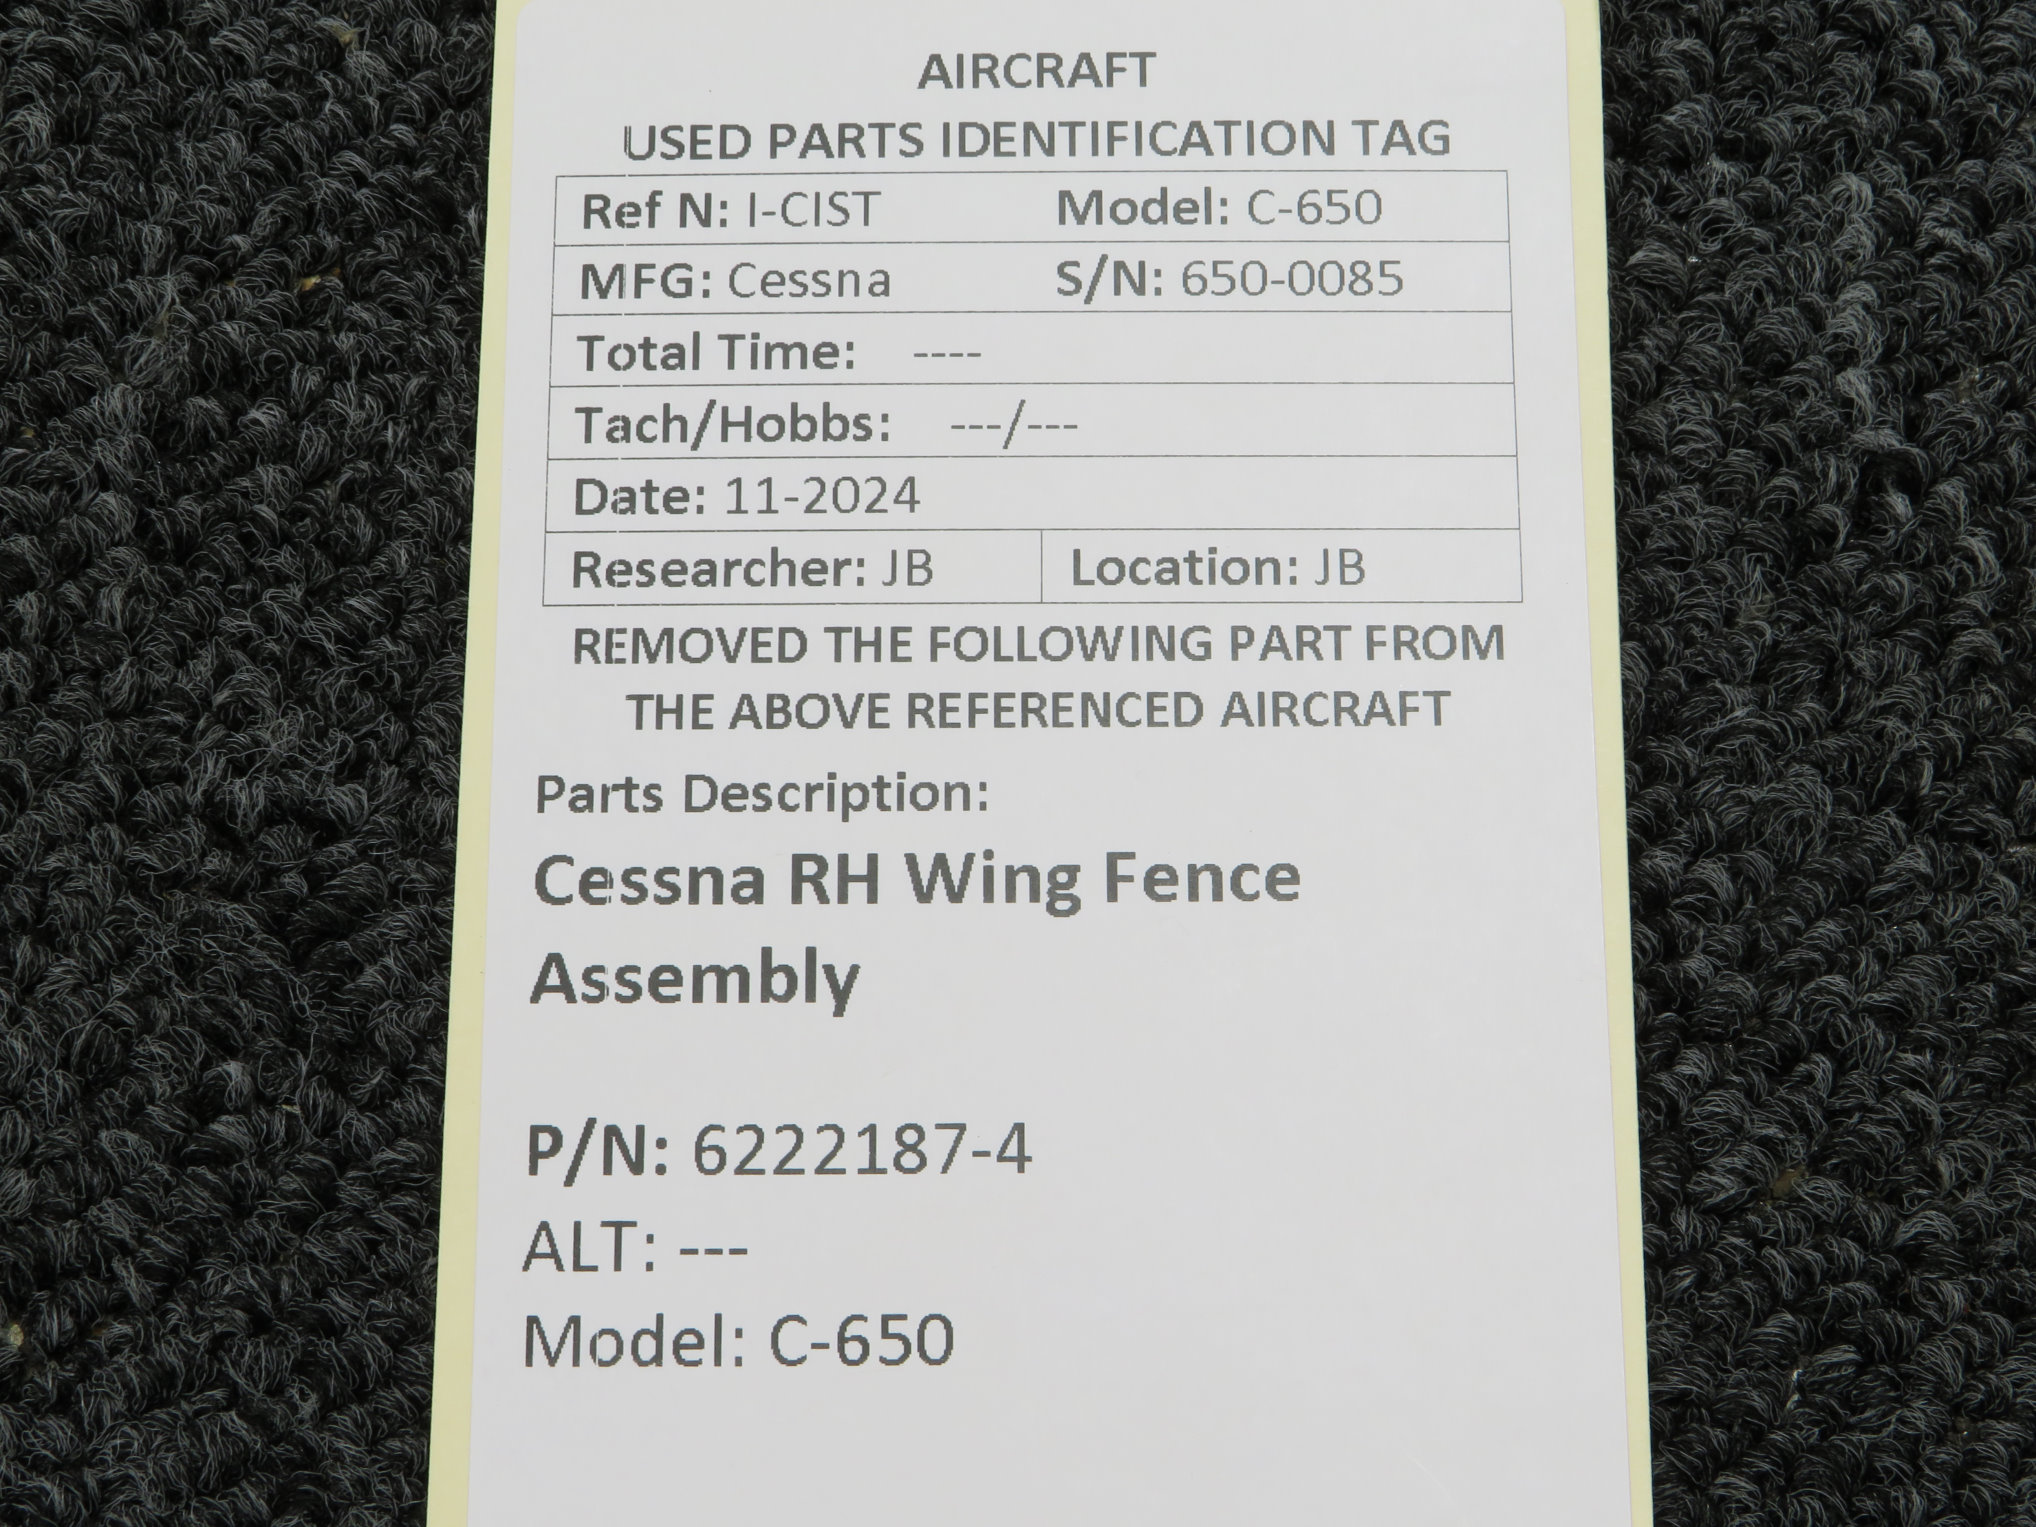 AIRCRAFT
USED PARTS IDENTIFICATION TAG
Ref N: I-CIST Model: C-650
MFG: Cessna S/N: 650-0085
Total Time: ----
Tach/Hobbs: ---/---
Date: 11-2024
Researcher: JB Location: JB
REMOVED THE FOLLOWING PART FROM
THE ABOVE REFERENCED AIRCRAFT
Parts Description:
Cessna RH Wing Fence
Assembly
P/N: 6222187-4
ALT: ---
Model: C-650